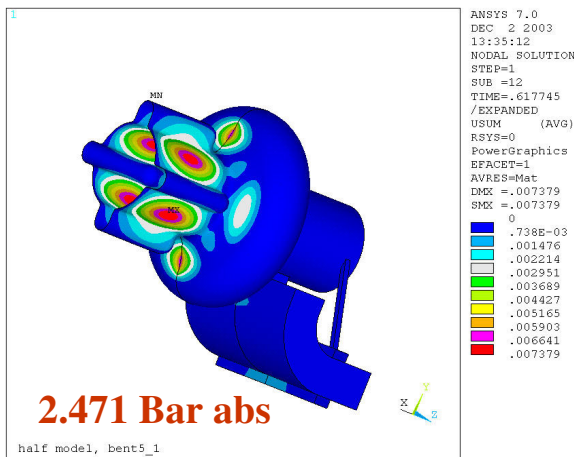 1
ANSYS 7.0
DEC 2 2003
13:35:12
NODAL SOLUTION
STEP=1
SUB =12
TIME=.617745
/EXPANDED
USUM (AVG)
RSYS=0
PowerGraphics
EFACET=1
AVRES=Mat
DMX =.007379
SMX =.007379
0
.738E-03
.001476
.002214
.002951
.003689
.004427
.005165
.005903
.006641
.007379
MN
MX
2.471 Bar abs
X
Y
Z
half model, bent5_1